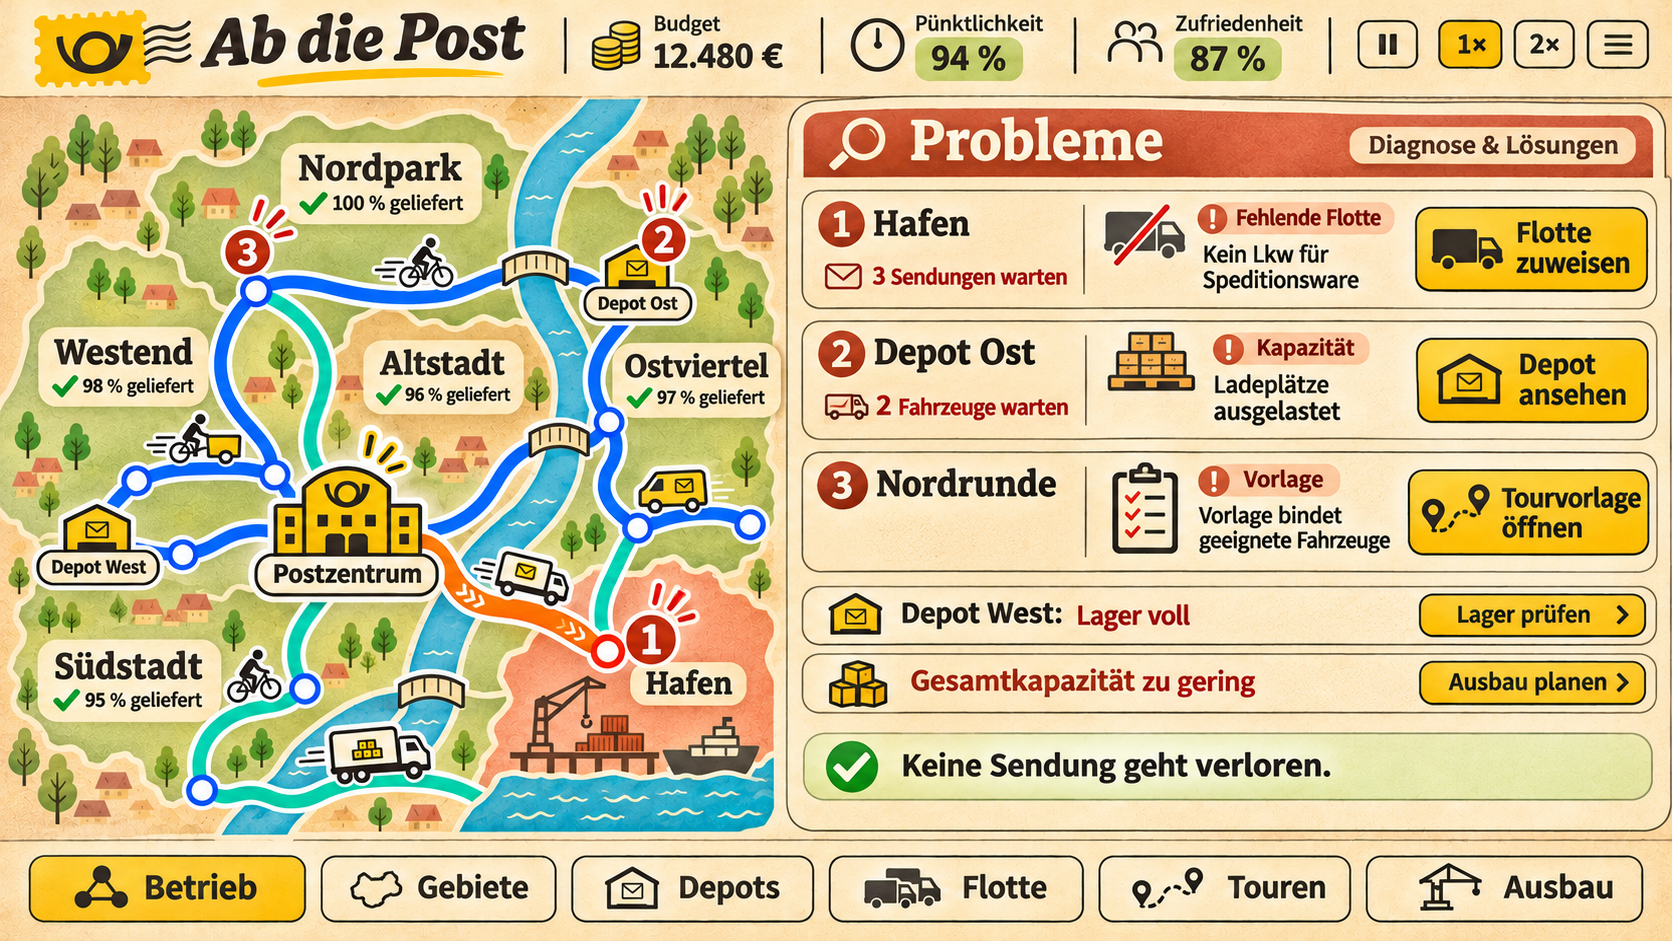 Ab die Post
Budget
12.480 €
Pünktlichkeit
94 %
Zufriedenheit
87 %
1×
2×
Nordpark
100 % geliefert
3
2
Depot Ost
Westend
98 % geliefert
Altstadt
96 % geliefert
Ostviertel
97 % geliefert
Depot West
Postzentrum
1
Hafen
Südstadt
95 % geliefert
Probleme
Diagnose & Lösungen
1 Hafen
3 Sendungen warten
! Fehlende Flotte
Kein Lkw für
Speditionsware
Flotte
zuweisen
2 Depot Ost
2 Fahrzeuge warten
! Kapazität
Ladeplätze
ausgelastet
Depot
ansehen
3 Nordrunde
! Vorlage
Vorlage bindet
geeignete Fahrzeuge
Tourvorlage
öffnen
Depot West: Lager voll
Lager prüfen
Gesamtkapazität zu gering
Ausbau planen
Keine Sendung geht verloren.
Betrieb
Gebiete
Depots
Flotte
Touren
Ausbau